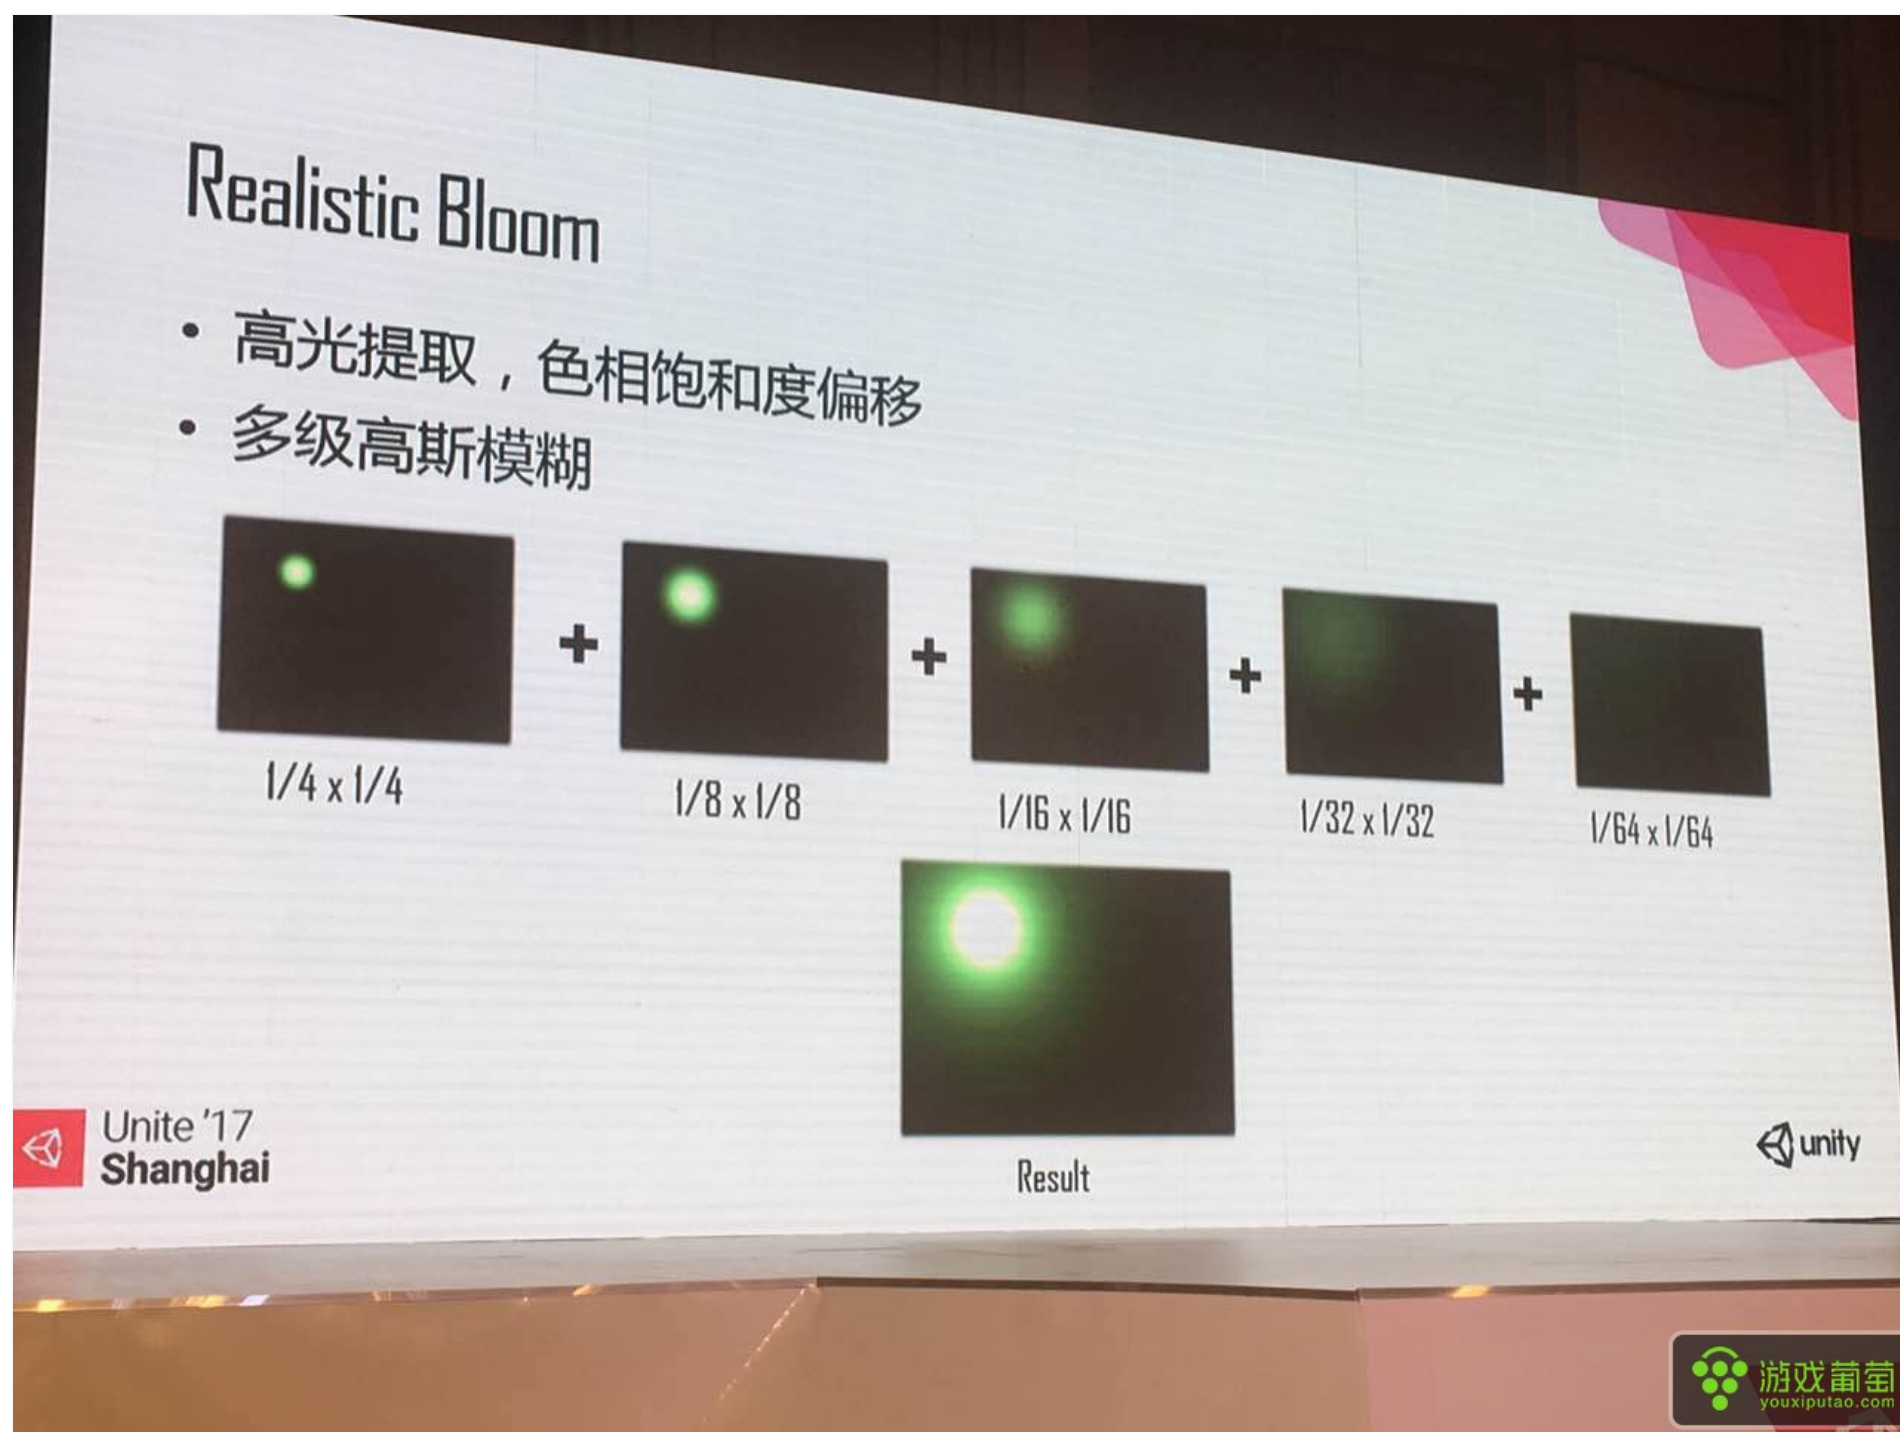 Realistic Bloom
• 高光提取，色相饱和度偏移
• 多级高斯模糊
+ + + +
1/4 x 1/4 1/8 x 1/8 1/16 x 1/16 1/32 x 1/32 1/64 x 1/64
Result
Unite '17
Shanghai
unity
游戏葡萄
youxiputao.com